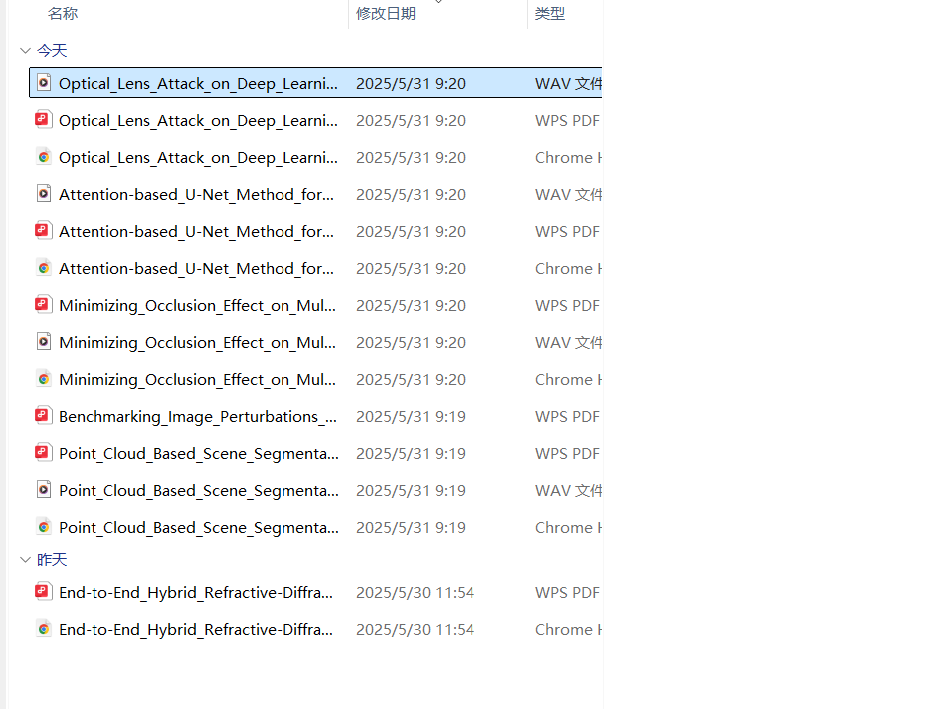 名称 修改日期 类型
今天
Optical_Lens_Attack_on_Deep_Learni... 2025/5/31 9:20 WAV 文件
Optical_Lens_Attack_on_Deep_Learni... 2025/5/31 9:20 WPS PDF
Optical_Lens_Attack_on_Deep_Learni... 2025/5/31 9:20 Chrome H
Attention-based_U-Net_Method_for... 2025/5/31 9:20 WAV 文件
Attention-based_U-Net_Method_for... 2025/5/31 9:20 WPS PDF
Attention-based_U-Net_Method_for... 2025/5/31 9:20 Chrome H
Minimizing_Occlusion_Effect_on_Mul... 2025/5/31 9:20 WPS PDF
Minimizing_Occlusion_Effect_on_Mul... 2025/5/31 9:20 WAV 文件
Minimizing_Occlusion_Effect_on_Mul... 2025/5/31 9:20 Chrome H
Benchmarking_Image_Perturbations_... 2025/5/31 9:19 WPS PDF
Point_Cloud_Based_Scene_Segmenta... 2025/5/31 9:19 WPS PDF
Point_Cloud_Based_Scene_Segmenta... 2025/5/31 9:19 WAV 文件
Point_Cloud_Based_Scene_Segmenta... 2025/5/31 9:19 Chrome H
昨天
End-to-End_Hybrid_Refractive-Diffra... 2025/5/30 11:54 WPS PDF
End-to-End_Hybrid_Refractive-Diffra... 2025/5/30 11:54 Chrome H